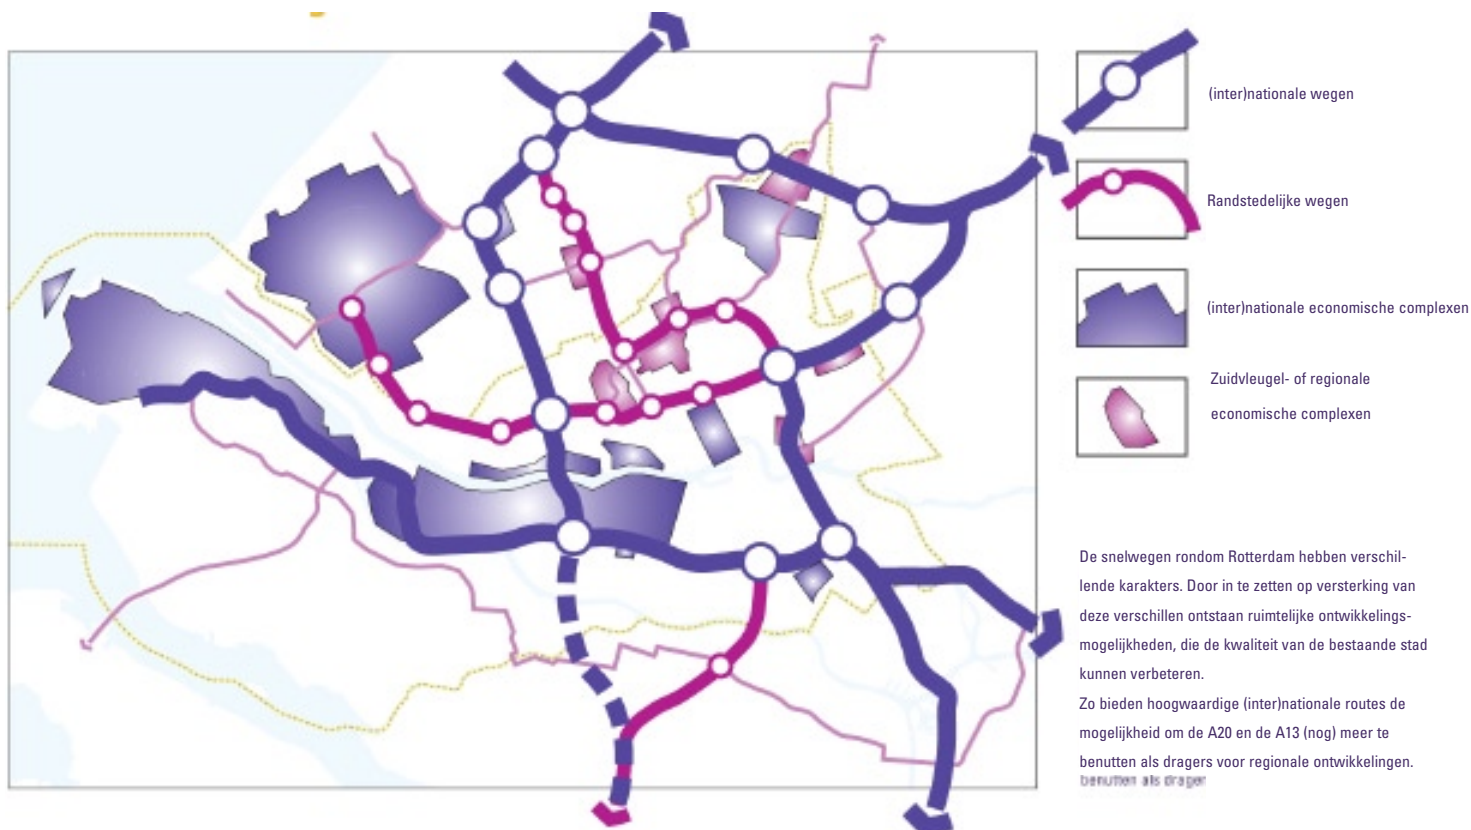 (inter)nationale wegen
Randstedelijke wegen
(inter)nationale economische complexen
Zuidvleugel- of regionale
economische complexen
De snelwegen rondom Rotterdam hebben verschil-
lende karakters. Door in te zetten op versterking van
deze verschillen ontstaan ruimtelijke ontwikkelings-
mogelijkheden, die de kwaliteit van de bestaande stad
kunnen verbeteren.
Zo bieden hoogwaardige (inter)nationale routes de
mogelijkheid om de A20 en de A13 (nog) meer te
benutten als dragers voor regionale ontwikkelingen.
benutten als drager